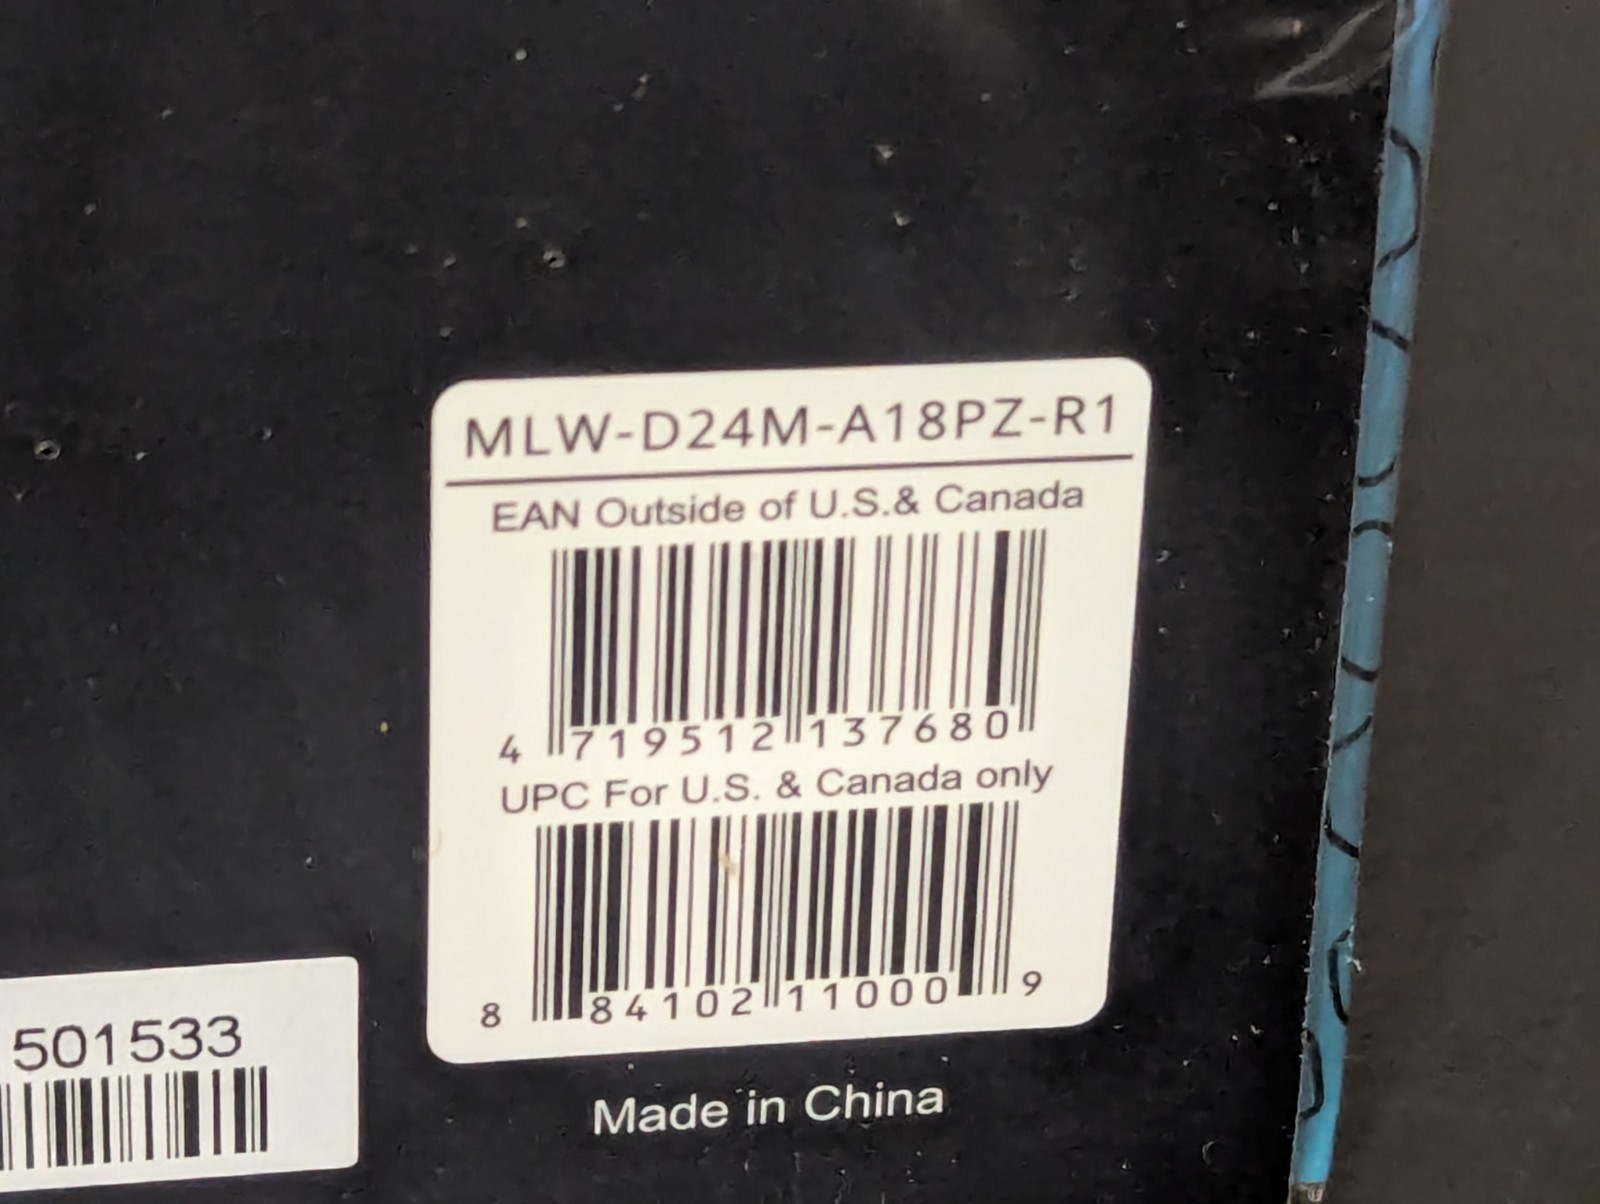 MLW-D24M-A18PZ-R1
EAN Outside of U.S.& Canada
4 719512 137680
UPC For U.S. & Canada only
8 84102 11000 9
501533
Made in China